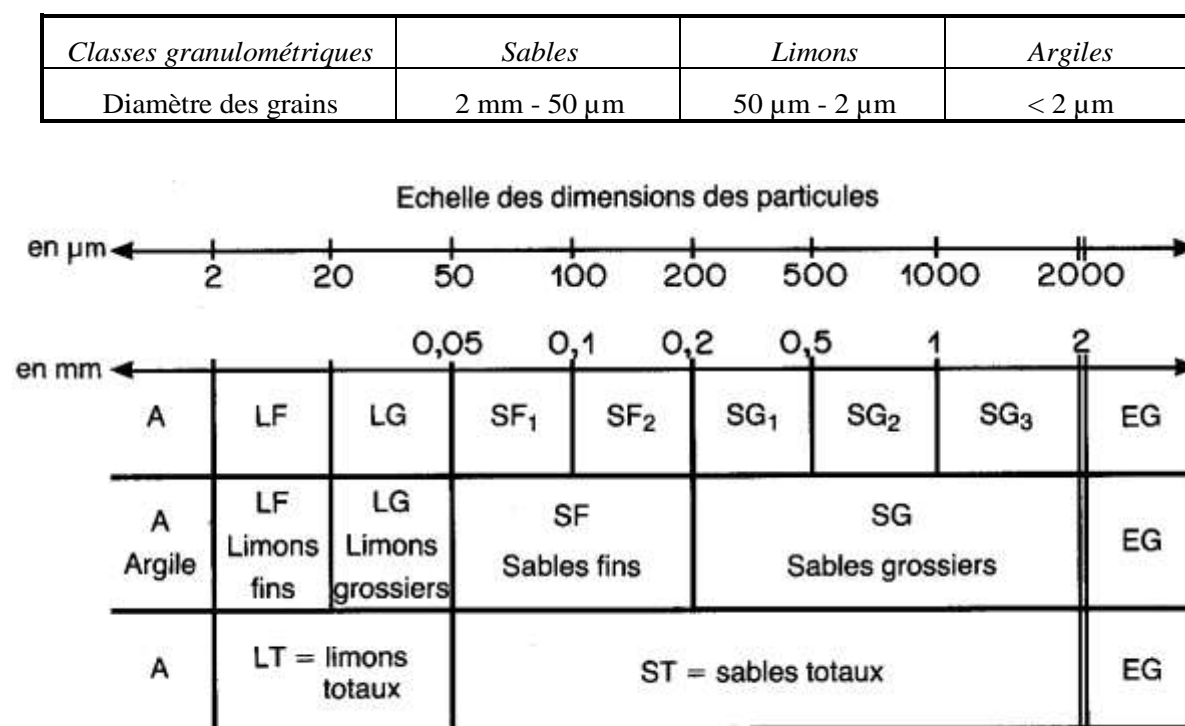 Classes granulométriques Sables Limons Argiles
Diamètre des grains 2 mm - 50 µm 50 µm - 2 µm < 2 µm
Echelle des dimensions des particules
en µm
2 20 50 100 200 500 1000 2000
0,05 0,1 0,2 0,5 1 2
en mm
A LF LG SF1 SF2 SG1 SG2 SG3 EG
A
Argile
LF
Limons
fins
LG
Limons
grossiers
SF
Sables fins
SG
Sables grossiers
EG
A
LT = limons
totaux
ST = sables totaux
EG